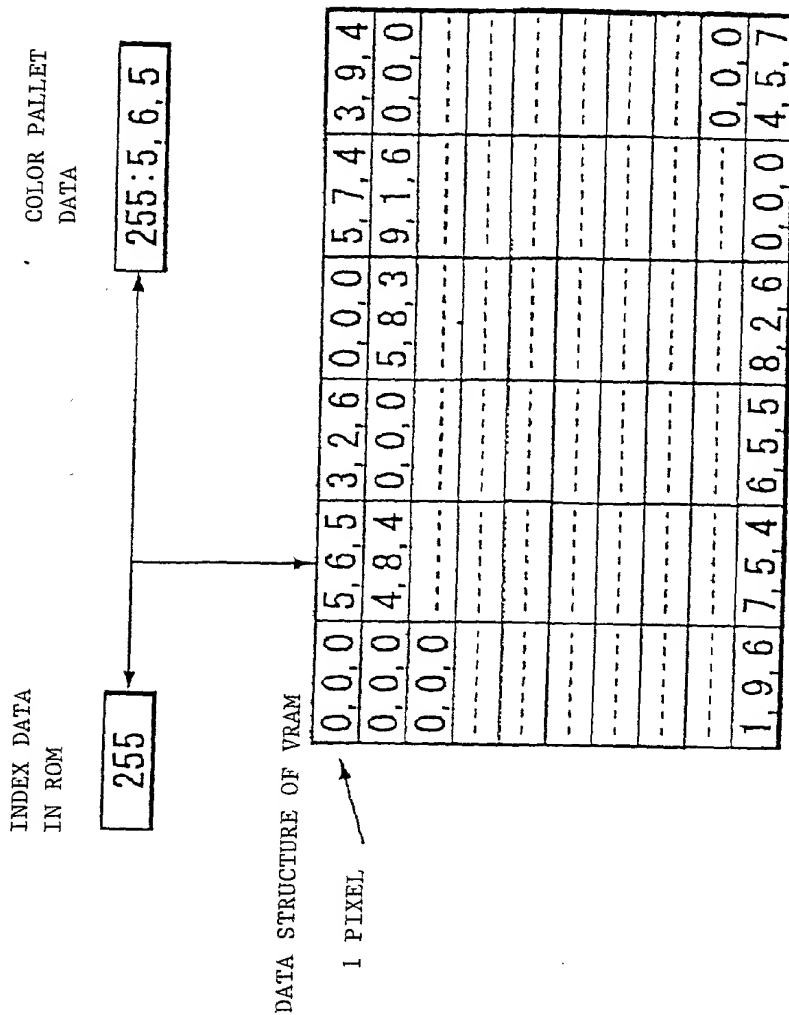 INDEX DATA
IN ROM
COLOR PALLET
DATA
255
255:5,6,5
DATA STRUCTURE OF VRAM
1 PIXEL
0,0,0 5,6,5 3,2,6 0,0,0 5,7,4 3,9,4
0,0,0 4,8,4 0,0,0 5,8,3 9,1,6 0,0,0
0,0,0
0,0,0
1,9,6 7,5,4 6,5,5 8,2,6 0,0,0 4,5,7